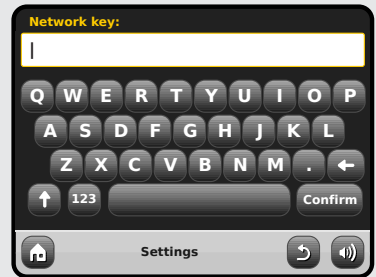 Network key:
Q W E R T Y U I O P
A S D F G H J K L
Z X C V B N M .
123 Confirm
Settings